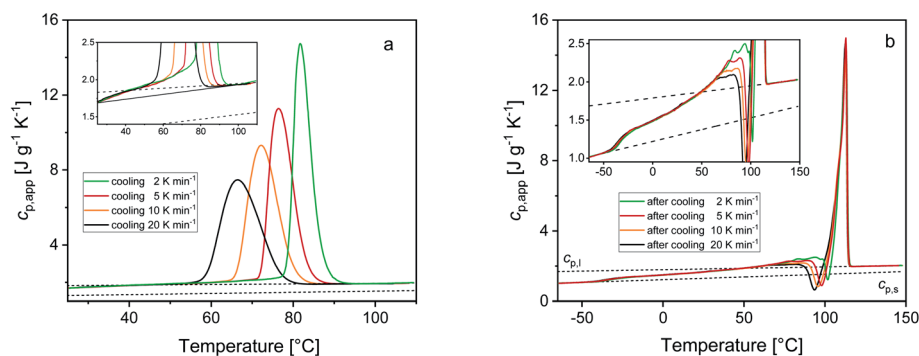 a
16
12
8
4
c_p,app [J g⁻¹ K⁻¹]
2.5
2.0
1.5
40 60 80 100
cooling 2 K min⁻¹
cooling 5 K min⁻¹
cooling 10 K min⁻¹
cooling 20 K min⁻¹
40 60 80 100
Temperature [°C]
b
16
12
8
4
0
c_p,app [J g⁻¹ K⁻¹]
2.5
2.0
1.5
1.0
-50 0 50 100 150
after cooling 2 K min⁻¹
after cooling 5 K min⁻¹
after cooling 10 K min⁻¹
after cooling 20 K min⁻¹
c_p,l
c_p,s
-50 0 50 100 150
Temperature [°C]